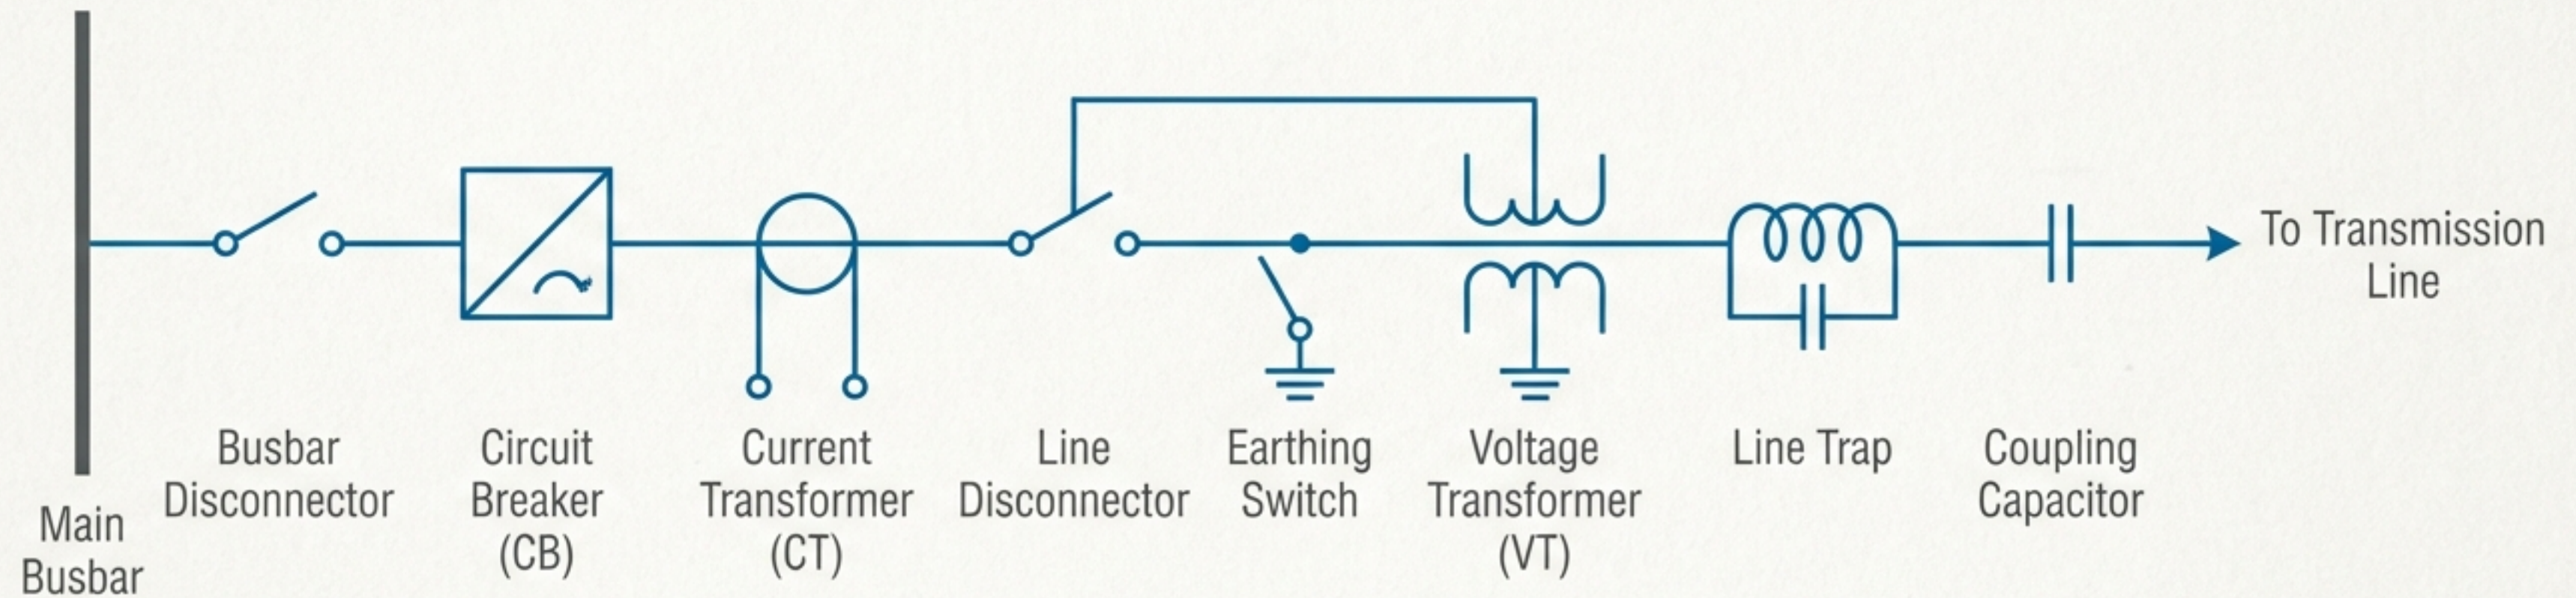 Main
Busbar
Busbar
Disconnector
Circuit
Breaker
(CB)
Current
Transformer
(CT)
Line
Disconnector
Earthing
Switch
Voltage
Transformer
(VT)
Line Trap
Coupling
Capacitor
To Transmission
Line